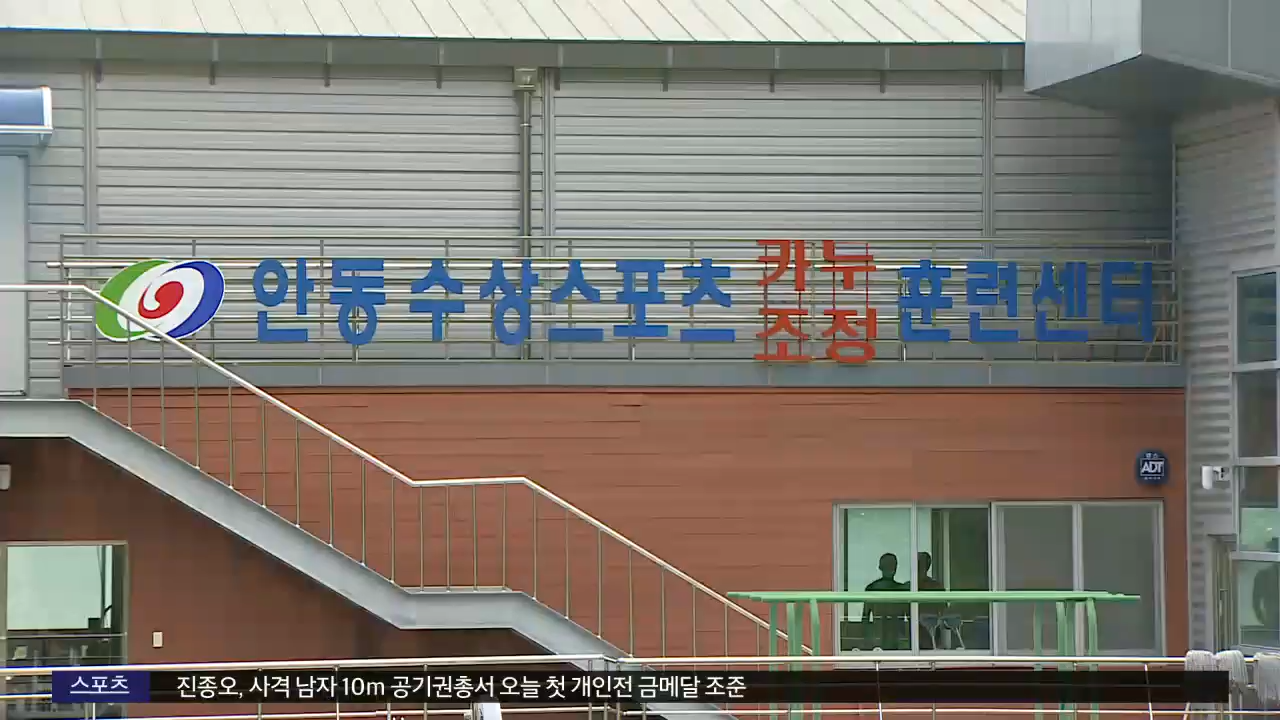 안동수상스포츠 카누 훈련센터
조정
ADT
스포츠 진종오, 사격 남자 10m 공기권총서 오늘 첫 개인전 금메달 조준